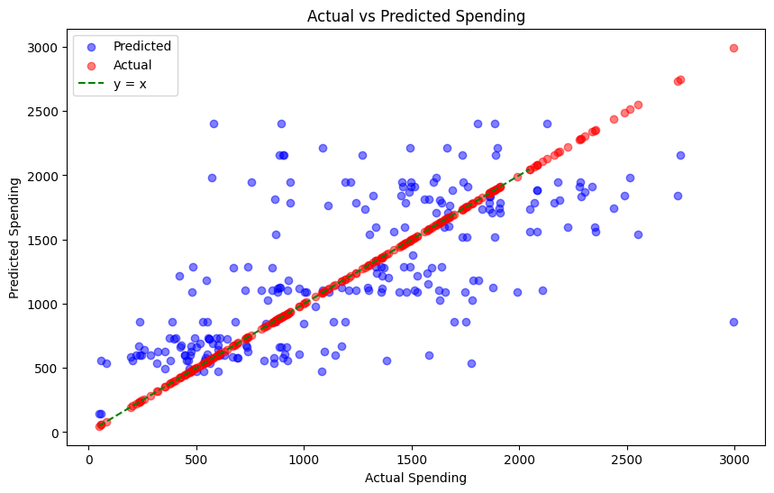 Actual vs Predicted Spending
Predicted
Actual
y = x
3000
2500
2000
1500
1000
500
0
Predicted Spending
0 500 1000 1500 2000 2500 3000
Actual Spending